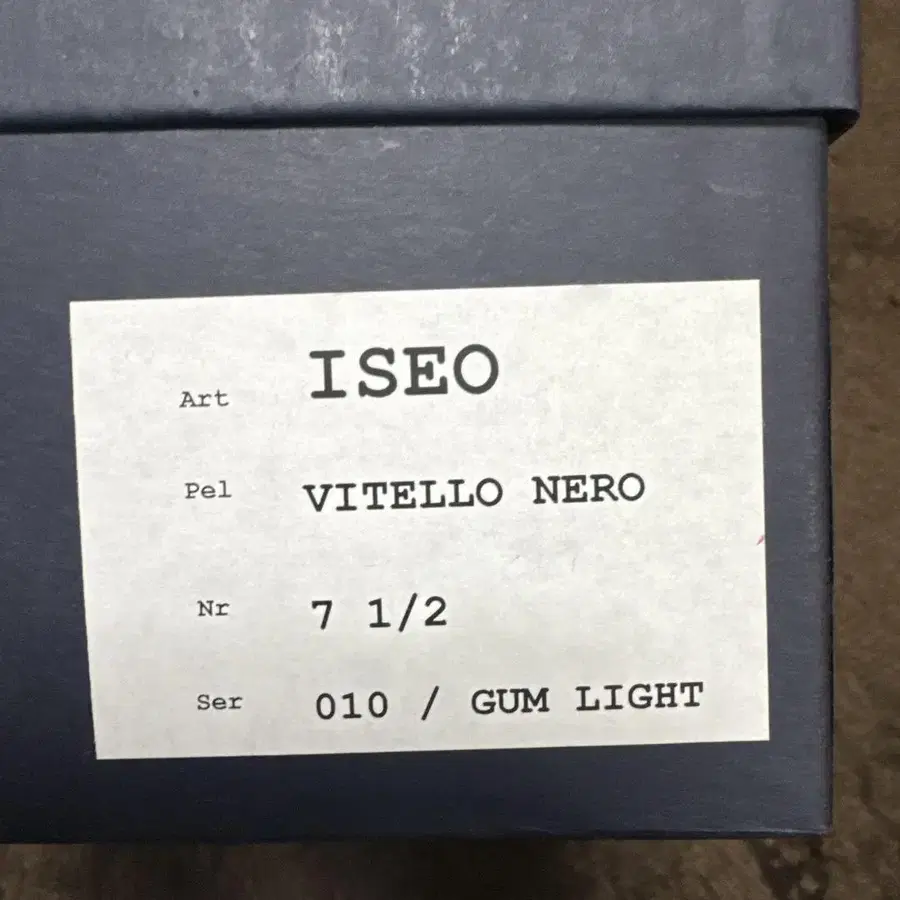 Art ISEO
Pel VITELLO NERO
Nr 7 1/2
Ser 010 / GUM LIGHT